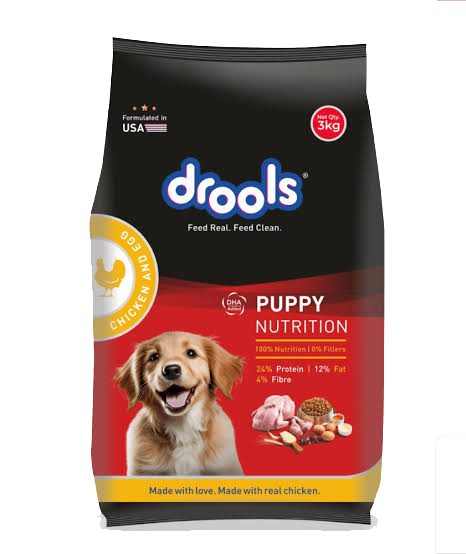 Formulated in
USA
Net Qty.
3kg
drools®
Feed Real. Feed Clean.
CHICKEN AND EGG
DHA
Added
PUPPY
NUTRITION
100% Nutrition | 0% Fillers
24% Protein | 12% Fat
4% Fibre
Made with love. Made with real chicken.